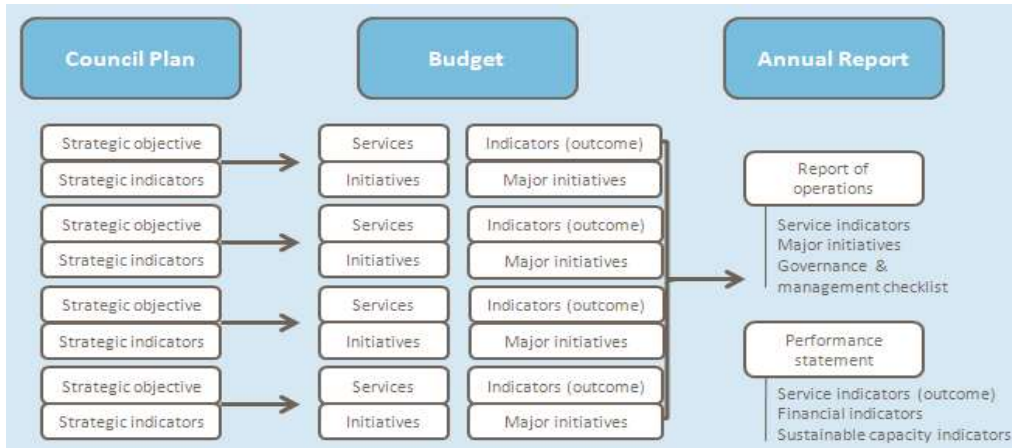 Council Plan
Budget
Annual Report
Strategic objective
Strategic indicators
Services
Initiatives
Indicators (outcome)
Major initiatives
Strategic objective
Strategic indicators
Services
Initiatives
Indicators (outcome)
Major initiatives
Strategic objective
Strategic indicators
Services
Initiatives
Indicators (outcome)
Major initiatives
Strategic objective
Strategic indicators
Services
Initiatives
Indicators (outcome)
Major initiatives
Report of
operations
Service indicators
Major initiatives
Governance &
management checklist
Performance
statement
Service indicators (outcome)
Financial indicators
Sustainable capacity indicators